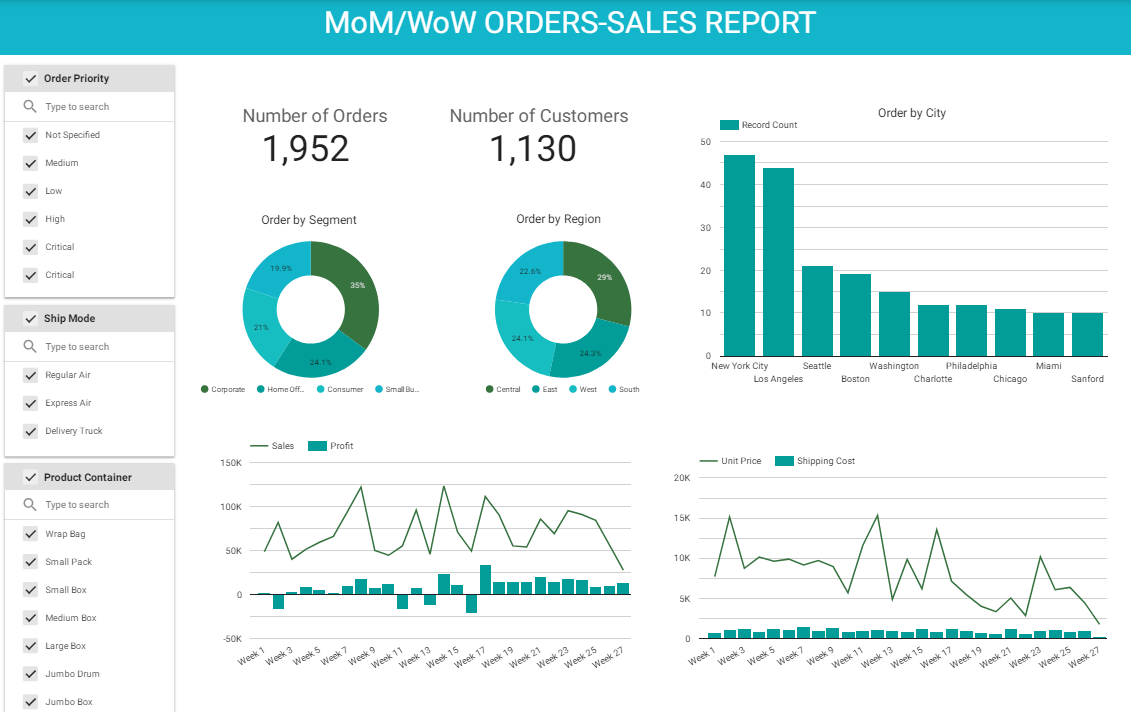 MoM/WoW ORDERS-SALES REPORT
Order Priority
Type to search
Not Specified
Medium
Low
High
Critical
Critical
Ship Mode
Type to search
Regular Air
Express Air
Delivery Truck
Product Container
Type to search
Wrap Bag
Small Pack
Small Box
Medium Box
Large Box
Jumbo Drum
Jumbo Box
Number of Orders
1,952
Number of Customers
1,130
Order by Segment
19.9%
35%
21%
24.1%
Corporate Home Off... Consumer Small Bu...
Order by Region
22.6%
29%
24.1%
24.3%
Central East West South
Order by City
Record Count
50
40
30
20
10
0
New York City Seattle Washington Philadelphia Miami
Los Angeles Boston Charlotte Chicago Sanford
Sales Profit
150K
100K
50K
0
-50K
Week 1 Week 3 Week 5 Week 7 Week 9 Week 11 Week 13 Week 15 Week 17 Week 19 Week 21 Week 23 Week 25 Week 27
Unit Price Shipping Cost
20K
15K
10K
5K
0
Week 1 Week 3 Week 5 Week 7 Week 9 Week 11 Week 13 Week 15 Week 17 Week 19 Week 21 Week 23 Week 25 Week 27